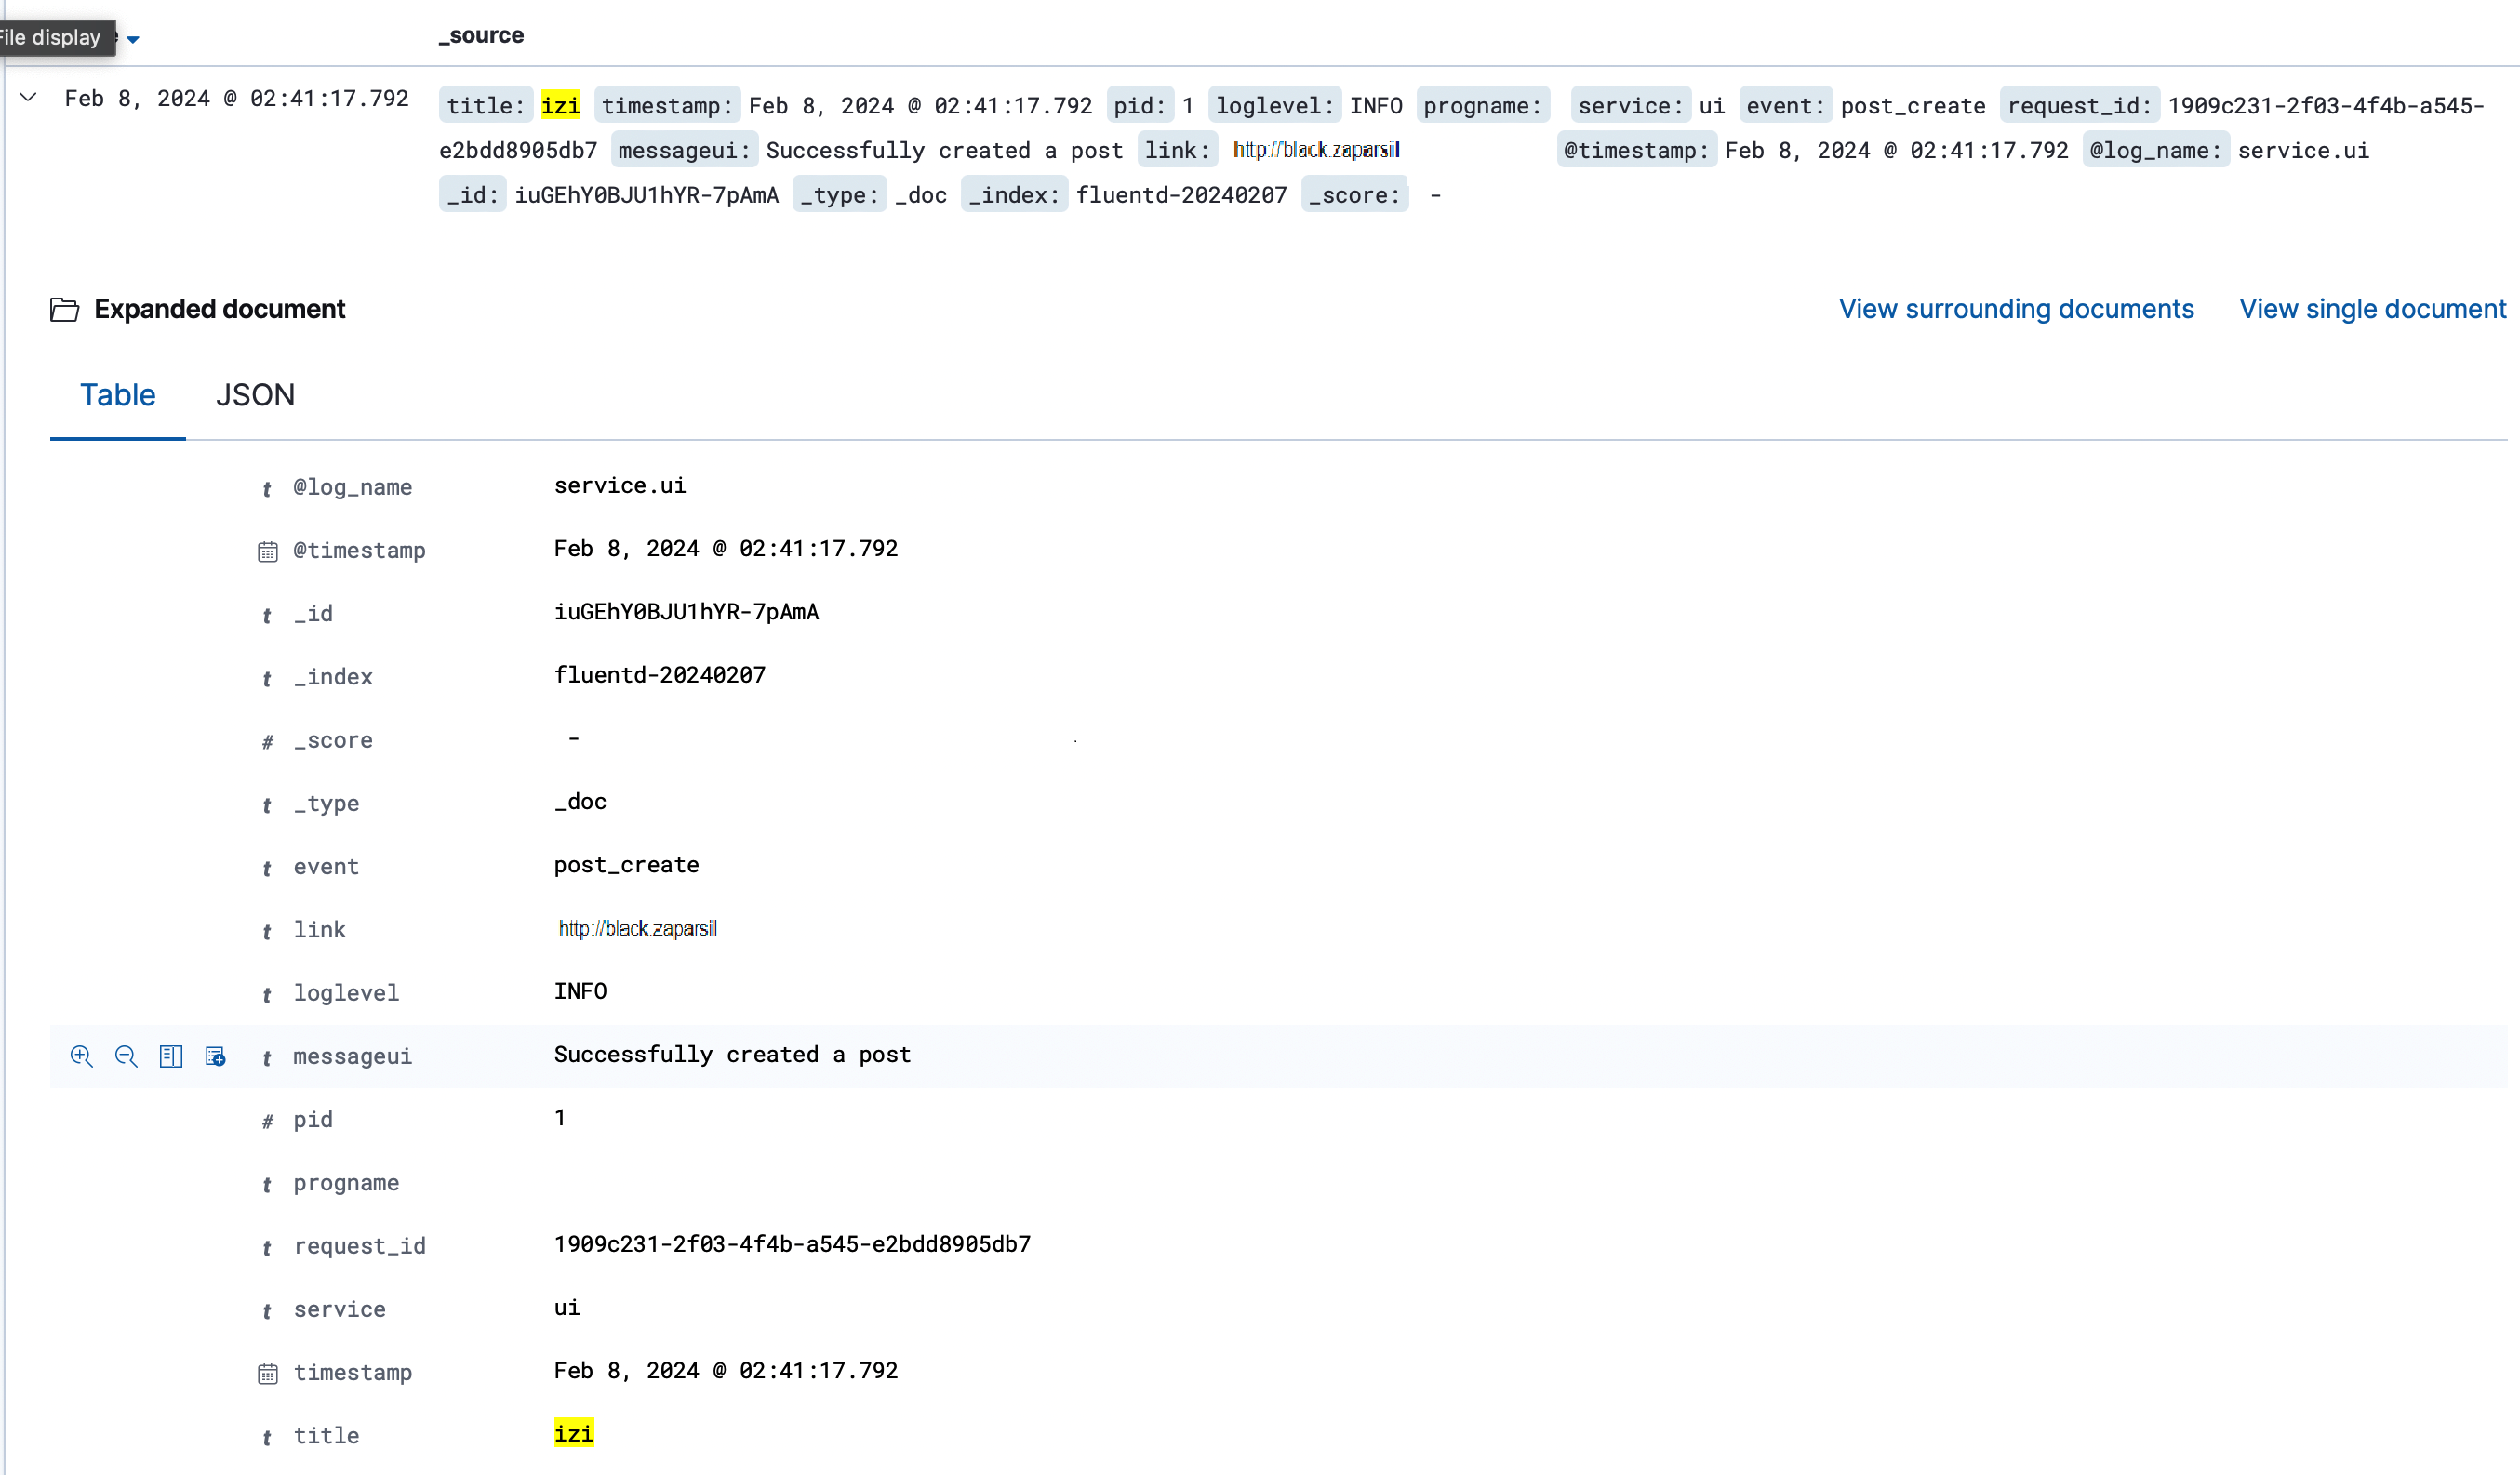 File display
_source
Feb 8, 2024 @ 02:41:17.792
title: izi timestamp: Feb 8, 2024 @ 02:41:17.792 pid: 1 loglevel: INFO progname: service: ui event: post_create request_id: 1909c231-2f03-4f4b-a545-
e2bdd8905db7 messageui: Successfully created a post link: http://black.zaparsil @timestamp: Feb 8, 2024 @ 02:41:17.792 @log_name: service.ui
_id: iuGEhY0BJU1hYR-7pAmA _type: _doc _index: fluentd-20240207 _score: -
Expanded document View surrounding documents View single document
Table JSON
t @log_name service.ui
@timestamp Feb 8, 2024 @ 02:41:17.792
t _id iuGEhY0BJU1hYR-7pAmA
t _index fluentd-20240207
# _score -
t _type _doc
t event post_create
t link http://black.zaparsil
t loglevel INFO
t messageui Successfully created a post
# pid 1
t progname
t request_id 1909c231-2f03-4f4b-a545-e2bdd8905db7
t service ui
timestamp Feb 8, 2024 @ 02:41:17.792
t title izi